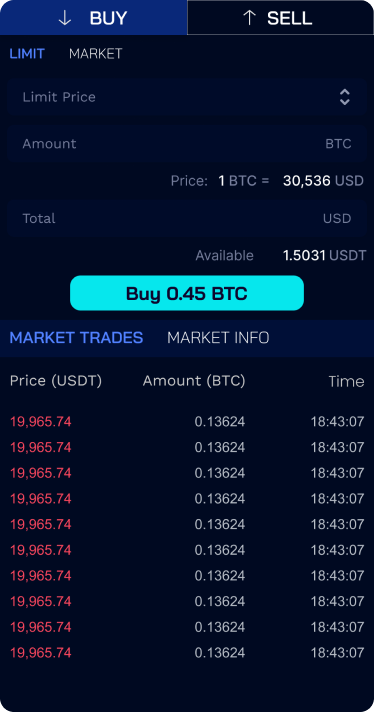 ↓ BUY ↑ SELL
LIMIT MARKET
Limit Price
Amount BTC
Price: 1 BTC = 30,536 USD
Total USD
Available 1.5031 USDT
Buy 0.45 BTC
MARKET TRADES MARKET INFO
Price (USDT) Amount (BTC) Time
19,965.74 0.13624 18:43:07
19,965.74 0.13624 18:43:07
19,965.74 0.13624 18:43:07
19,965.74 0.13624 18:43:07
19,965.74 0.13624 18:43:07
19,965.74 0.13624 18:43:07
19,965.74 0.13624 18:43:07
19,965.74 0.13624 18:43:07
19,965.74 0.13624 18:43:07
19,965.74 0.13624 18:43:07